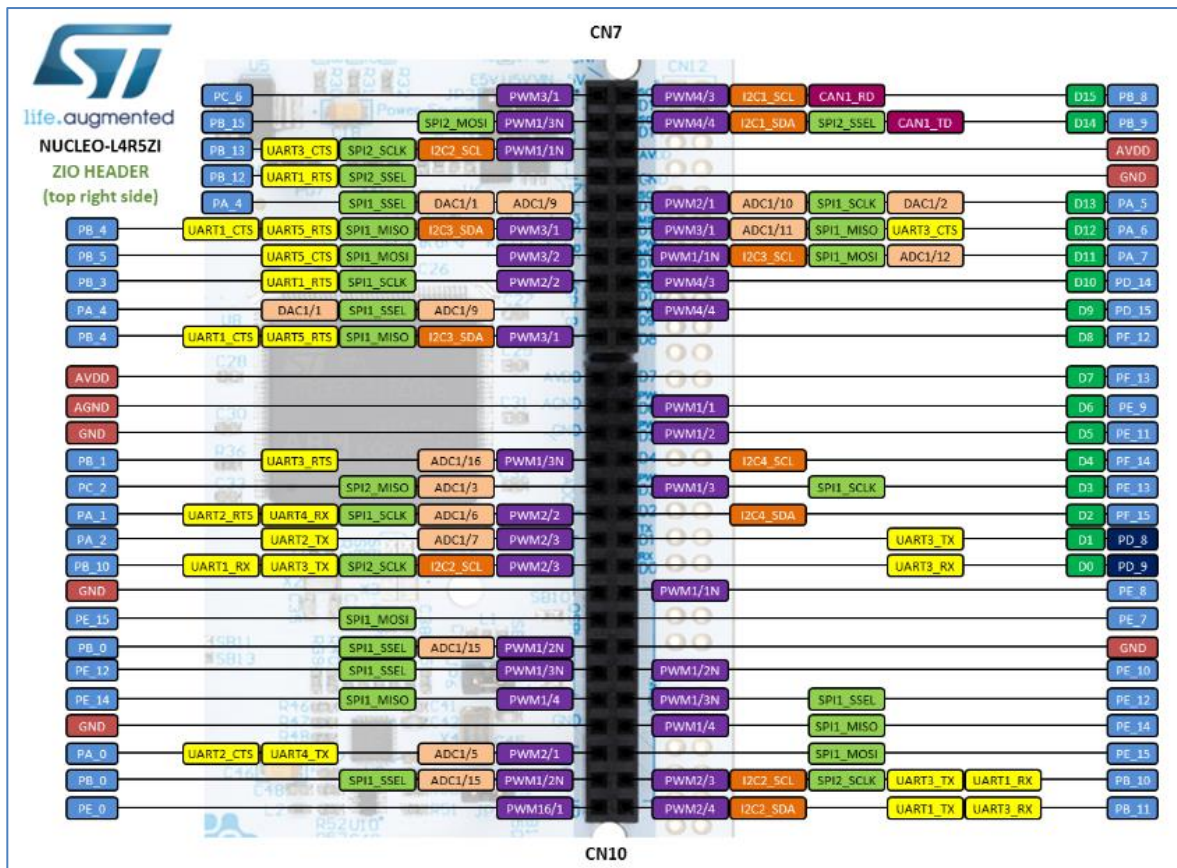 CN7
ST
life.augmented
NUCLEO-L4R5ZI
ZIO HEADER
(top right side)
PC_6 PWM3/1 PWM4/3 I2C1_SCL CAN1_RD D15 PB_8
PB_15 SPI2_MOSI PWM1/3N PWM4/4 I2C1_SDA SPI2_SSEL CAN1_TD D14 PB_9
PB_13 UART3_CTS SPI2_SCLK I2C2_SCL PWM1/1N AVDD
PB_12 UART1_RTS SPI2_SSEL GND
PA_4 SPI1_SSEL DAC1/1 ADC1/9 PWM2/1 ADC1/10 SPI1_SCLK DAC1/2 D13 PA_5
PB_4 UART1_CTS UART5_RTS SPI1_MISO I2C3_SDA PWM3/1 PWM3/1 ADC1/11 SPI1_MISO UART3_CTS D12 PA_6
PB_5 UART5_CTS SPI1_MOSI PWM3/2 PWM1/1N I2C3_SCL SPI1_MOSI ADC1/12 D11 PA_7
PB_3 UART1_RTS SPI1_SCLK PWM2/2 PWM4/3 D10 PD_14
PA_4 DAC1/1 SPI1_SSEL ADC1/9 PWM4/4 D9 PD_15
PB_4 UART1_CTS UART5_RTS SPI1_MISO I2C3_SDA PWM3/1 D8 PF_12
AVDD D7 PF_13
AGND PWM1/1 D6 PE_9
GND PWM1/2 D5 PE_11
PB_1 UART3_RTS ADC1/16 PWM1/3N I2C4_SCL D4 PF_14
PC_2 SPI2_MISO ADC1/3 PWM1/3 SPI1_SCLK D3 PE_13
PA_1 UART2_RTS UART4_RX SPI1_SCLK ADC1/6 PWM2/2 I2C4_SDA D2 PF_15
PA_2 UART2_TX ADC1/7 PWM2/3 UART3_TX D1 PD_8
PB_10 UART1_RX UART3_TX SPI2_SCLK I2C2_SCL PWM2/3 UART3_RX D0 PD_9
GND PWM1/1N PE_8
PE_15 SPI1_MOSI PE_7
PB_0 SPI1_SSEL ADC1/15 PWM1/2N GND
PE_12 SPI1_SSEL PWM1/3N PWM1/2N PE_10
PE_14 SPI1_MISO PWM1/4 PWM1/3N SPI1_SSEL PE_12
GND PWM1/4 SPI1_MISO PE_14
PA_0 UART2_CTS UART4_TX ADC1/5 PWM2/1 SPI1_MOSI PE_15
PB_0 SPI1_SSEL ADC1/15 PWM1/2N PWM2/3 I2C2_SCL SPI2_SCLK UART3_TX UART1_RX PB_10
PE_0 PWM16/1 PWM2/4 I2C2_SDA UART1_TX UART3_RX PB_11
CN10